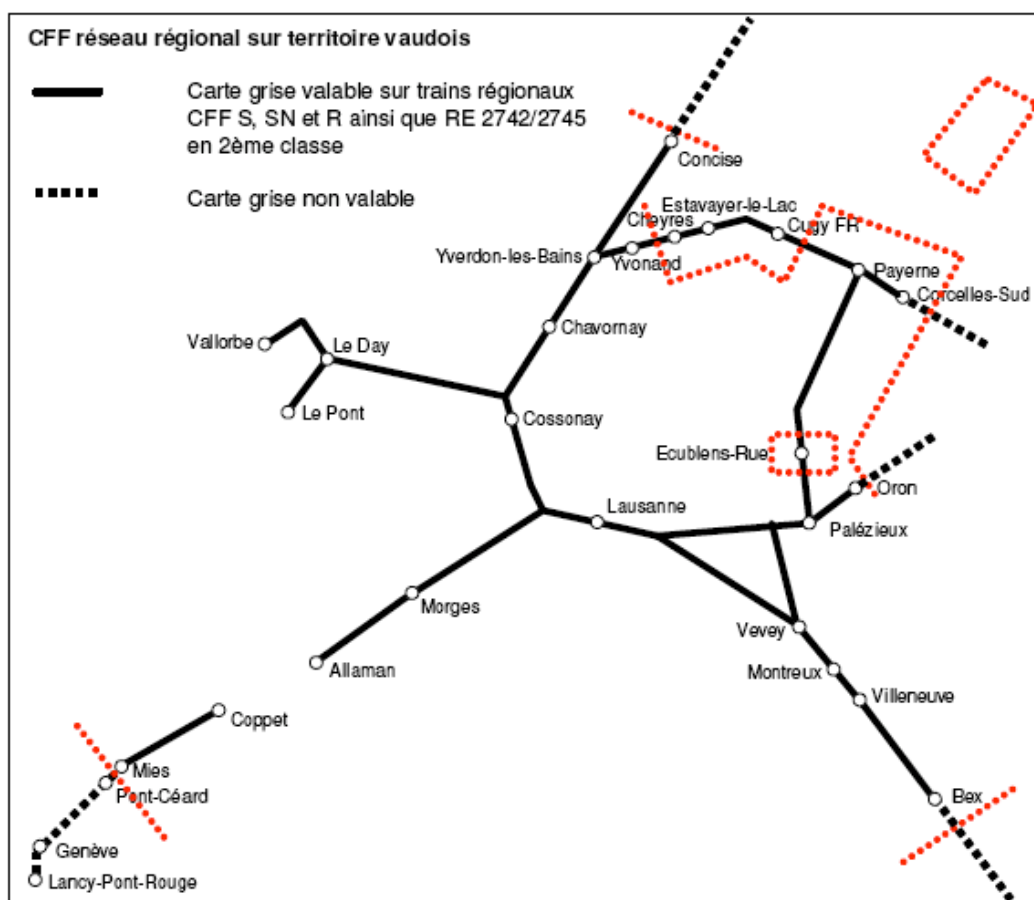 CFF réseau régional sur territoire vaudois
Carte grise valable sur trains régionaux
CFF S, SN et R ainsi que RE 2742/2745
en 2ème classe
Carte grise non valable
Concise
Estavayer-le-Lac
Cheyres
Cugy FR
Yverdon-les-Bains
Yvonand
Payerne
Corcelles-Sud
Chavornay
Vallorbe
Le Day
Le Pont
Cossonay
Ecublens-Rue
Oron
Lausanne
Palézieux
Morges
Vevey
Allaman
Montreux
Villeneuve
Coppet
Mies
Pont-Céard
Bex
Genève
Lancy-Pont-Rouge